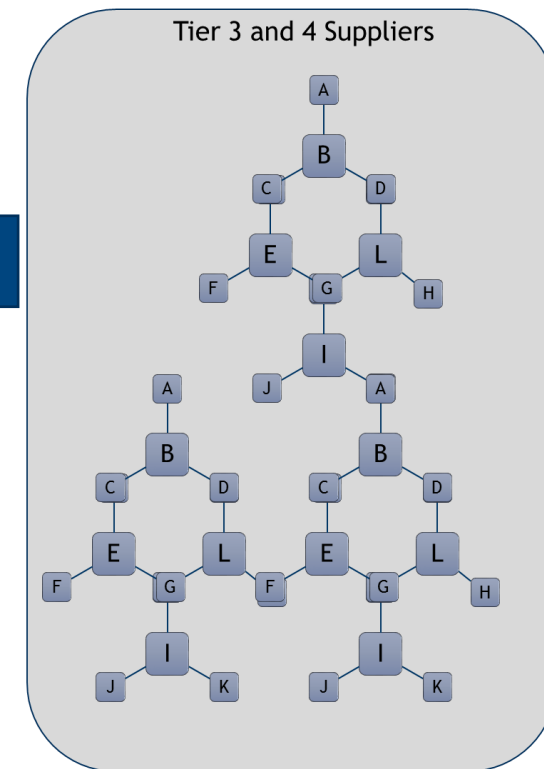 Tier 3 and 4 Suppliers
A
B
C D
E L
F G H
I
J A
A
B B
C D C D
E L E L
F G F G H
I I
J K J K